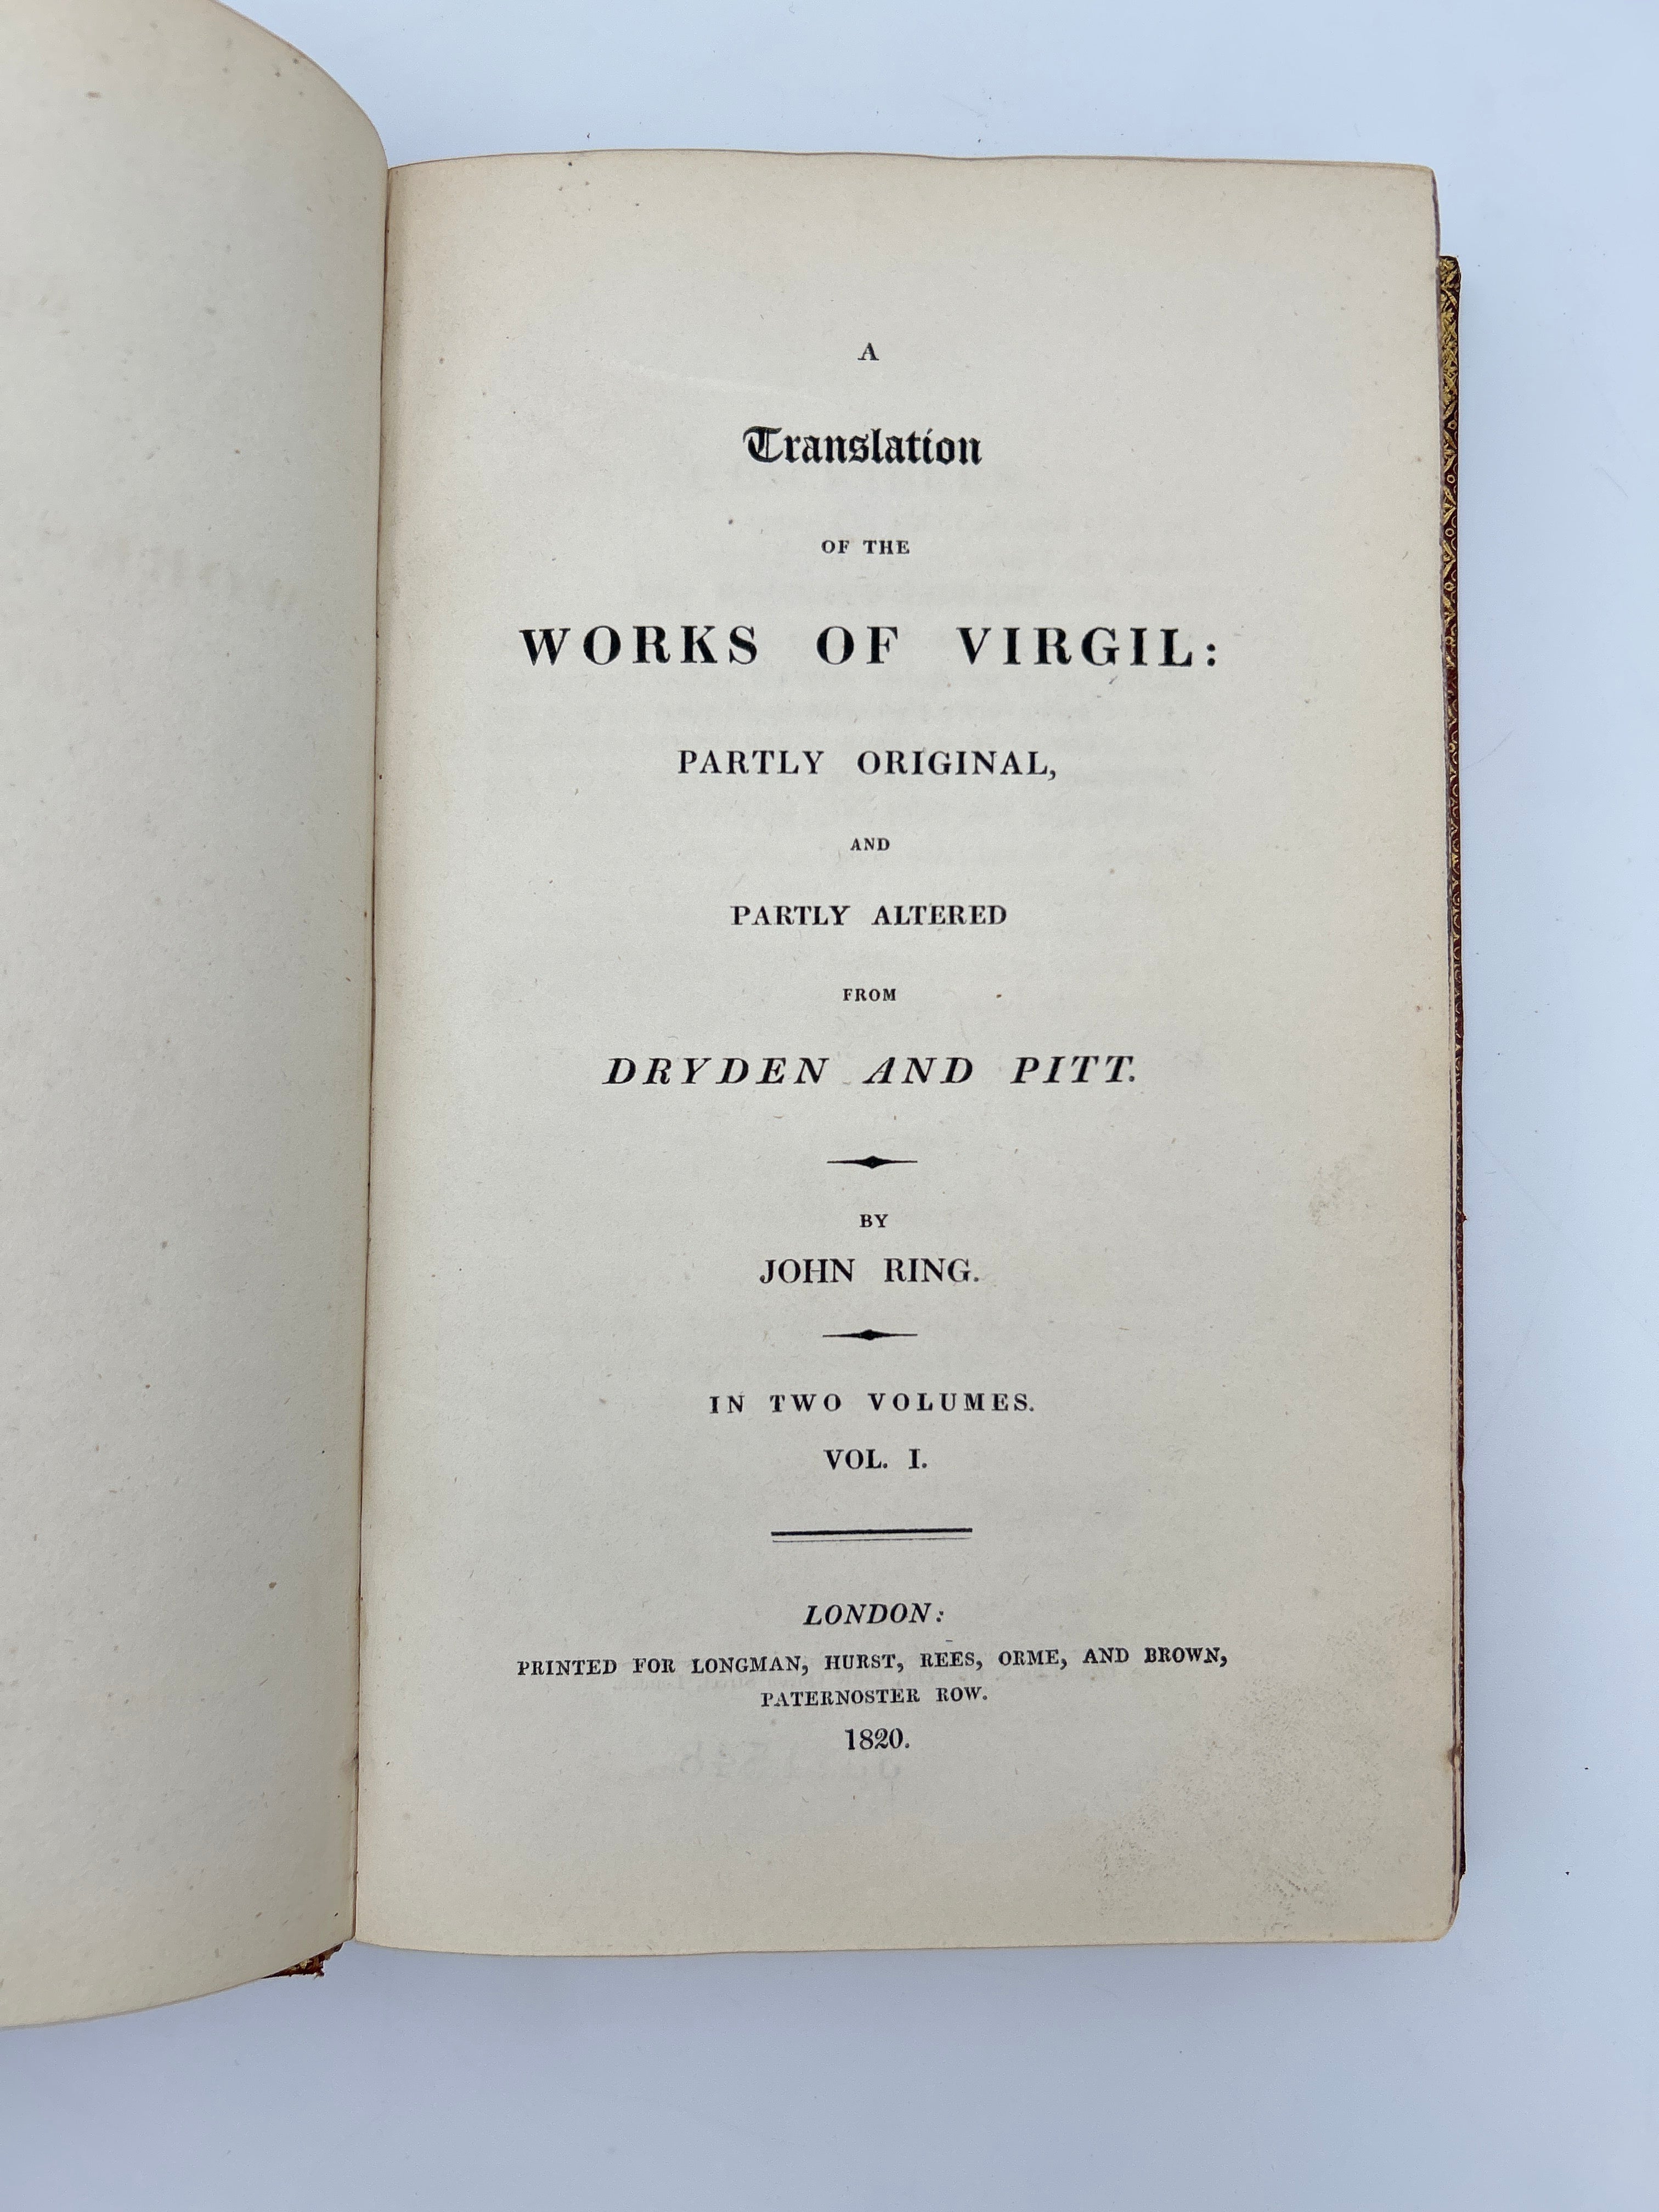 A
Translation
OF THE
WORKS OF VIRGIL:
PARTLY ORIGINAL,
AND
PARTLY ALTERED
FROM
DRYDEN AND PITT.
BY
JOHN RING.
IN TWO VOLUMES.
VOL. I.
LONDON:
PRINTED FOR LONGMAN, HURST, REES, ORME, AND BROWN,
PATERNOSTER ROW.
1820.